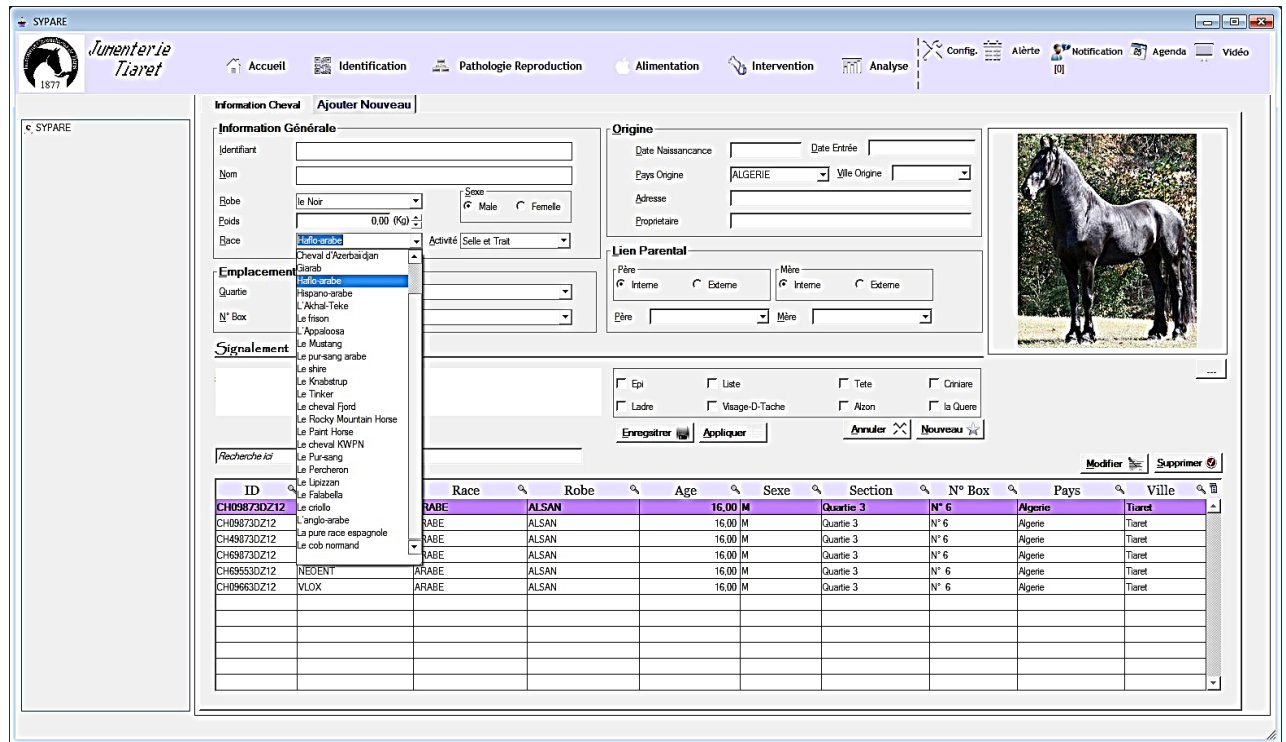 SYPARE
Jumenterie
Tiaret
1877
Accueil
Identification
Pathologie Reproduction
Alimentation
Intervention
Analyse
Config.
Alèrte
Notification
[0]
Agenda
Vidéo
SYPARE
Information Cheval
Ajouter Nouveau
Information Générale
Identifiant
Nom
Robe le Noir
Sexe
Male Femelle
Poids 0,00 (Kg)
Race Haflo-arabe
Activité Selle et Trait
Cheval d'Azerbaïdjan
Giarab
Haflo-arabe
Hispano-arabe
L'Akhal-Teke
Le frison
L'Appaloosa
Le Mustang
Le pur-sang arabe
Le shire
Le Knabstrup
Le Tinker
Le cheval Fjord
Le Rocky Mountain Horse
Le Paint Horse
Le cheval KWPN
Le Pur-sang
Le Percheron
Le Lipizzan
Le Falabella
Le criollo
L'anglo-arabe
La pure race espagnole
Le cob normand
Emplacement
Quartie
N° Box
Signalement
Origine
Date Naissancance
Date Entrée
Pays Origine ALGERIE
Ville Origine
Adresse
Proprietaire
Lien Parental
Père
Interne Externe
Mère
Interne Externe
Père
Mère
...
Epi Liste Tete Criniare
Ladre Visage-D-Tache Alzon la Quere
Enregsitrer Appliquer Annuler Nouveau
Recherche ici
Modifier Supprimer
ID Race Robe Age Sexe Section N° Box Pays Ville
CH09873DZ12 RABE ALSAN 16,00 M Quartie 3 N° 6 Algerie Tiaret
CH09873DZ12 RABE ALSAN 16,00 M Quartie 3 N° 6 Algerie Tiaret
CH49873DZ12 RABE ALSAN 16,00 M Quartie 3 N° 6 Algerie Tiaret
CH69873DZ12 RABE ALSAN 16,00 M Quartie 3 N° 6 Algerie Tiaret
CH69553DZ12 NEOENT ARABE ALSAN 16,00 M Quartie 3 N° 6 Algerie Tiaret
CH09663DZ12 VLOX ARABE ALSAN 16,00 M Quartie 3 N° 6 Algerie Tiaret